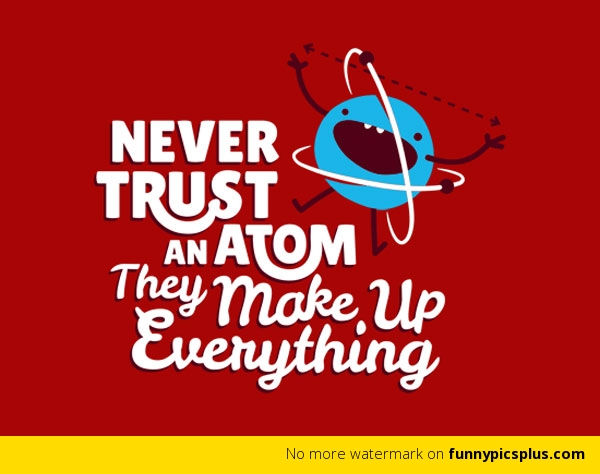 NEVER
TRUST
AN ATOM
They Make Up
Everything
No more watermark on funnypicsplus.com